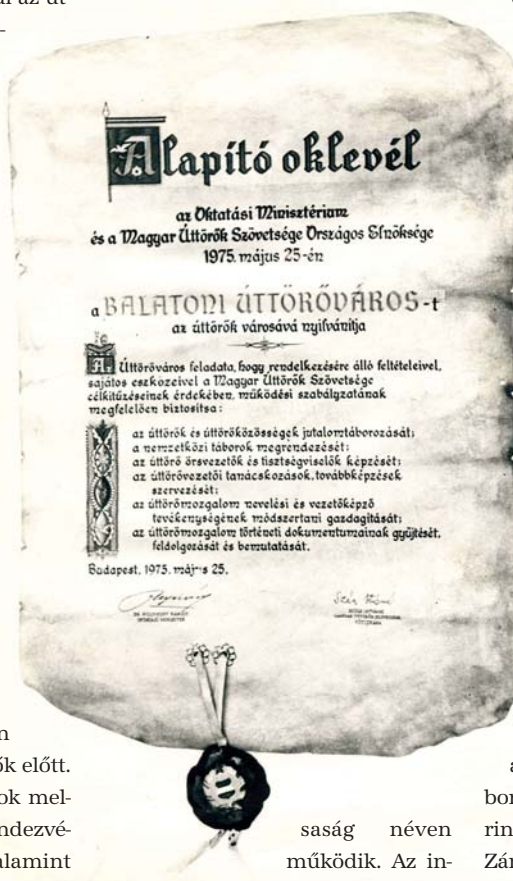 ai az út
-
Alapító oklevél
az Oktatási Minisztérium
és a Magyar Úttörők Szövetsége Országos Elnöksége
1975. május 25-én
a BALATONI ÚTTÖRŐVÁROS-t
az úttörők városává nyilvánítja
Az Úttörőváros feladata, hogy rendelkezésére álló feltételeivel,
sajátos eszközeivel a Magyar Úttörők Szövetsége
célkitűzéseinek érdekében, működési szabályzatának
megfelelően biztosítsa:
az úttörők és úttörőközösségek jutalomtáborozását;
a nemzetközi táborok megrendezését;
az úttörő örsvezetők és tisztségviselők képzését;
az úttörővezetői tanácskozások, továbbképzések
szervezését;
az úttörőmozgalom nevelési és vezetőképző
tevékenységének módszertani gazdagítását;
az úttörőmozgalom történeti dokumentumainak gyűjtését,
feldolgozását és bemutatását.
Budapest, 1975. május 25.
n
ők előtt.
ok mel-
ndezvé-
alamint
saság néven
működik. Az in-
a
bor
rin
Zán